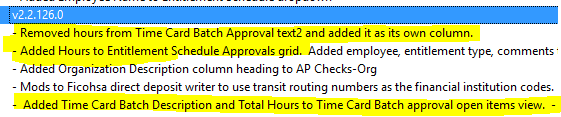 v2.2.126.0
- Removed hours from Time Card Batch Approval text2 and added it as its own column.
- Added Hours to Entitlement Schedule Approvals grid.  Added employee, entitlement type, comments
- Added Organization Description column heading to AP Checks-Org
- Mods to Ficohsa direct deposit writer to use transit routing numbers as the financial institution codes.
-  Added Time Card Batch Description and Total Hours to Time Card Batch approval open items view.  -